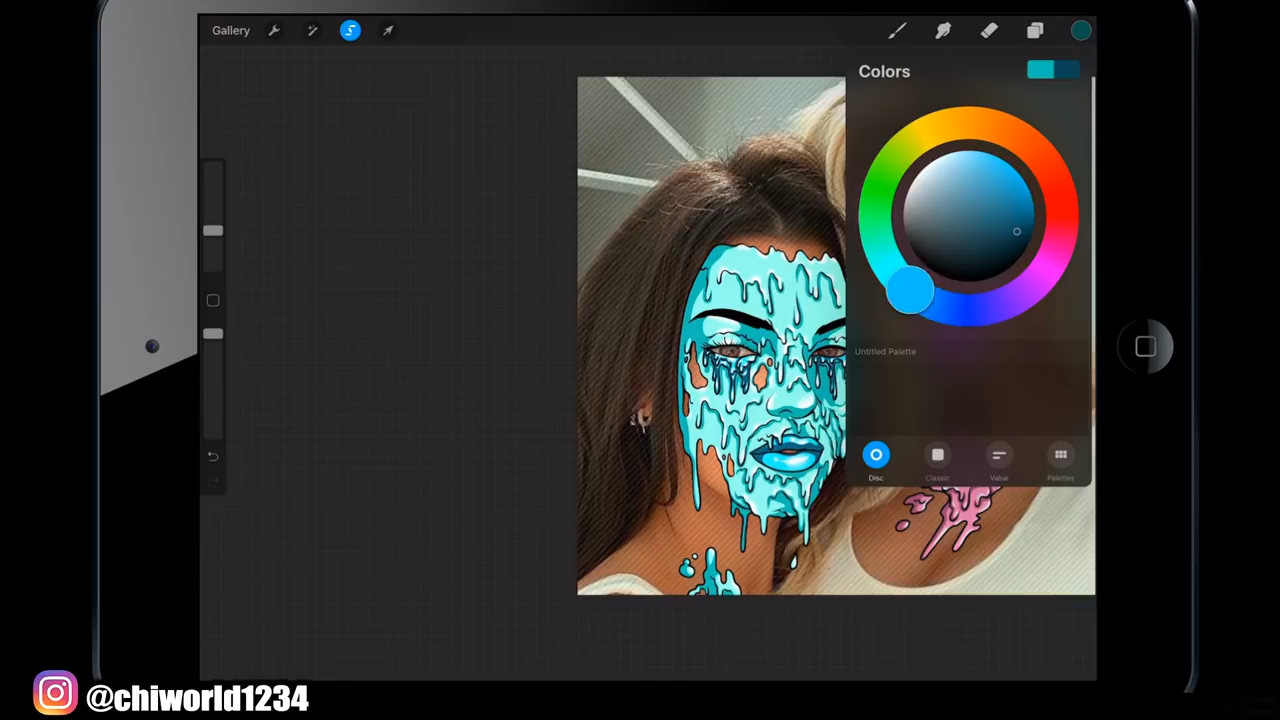 Gallery
Colors
Untitled Palette
Disc
Classic
Value
Palettes
@chiworld1234